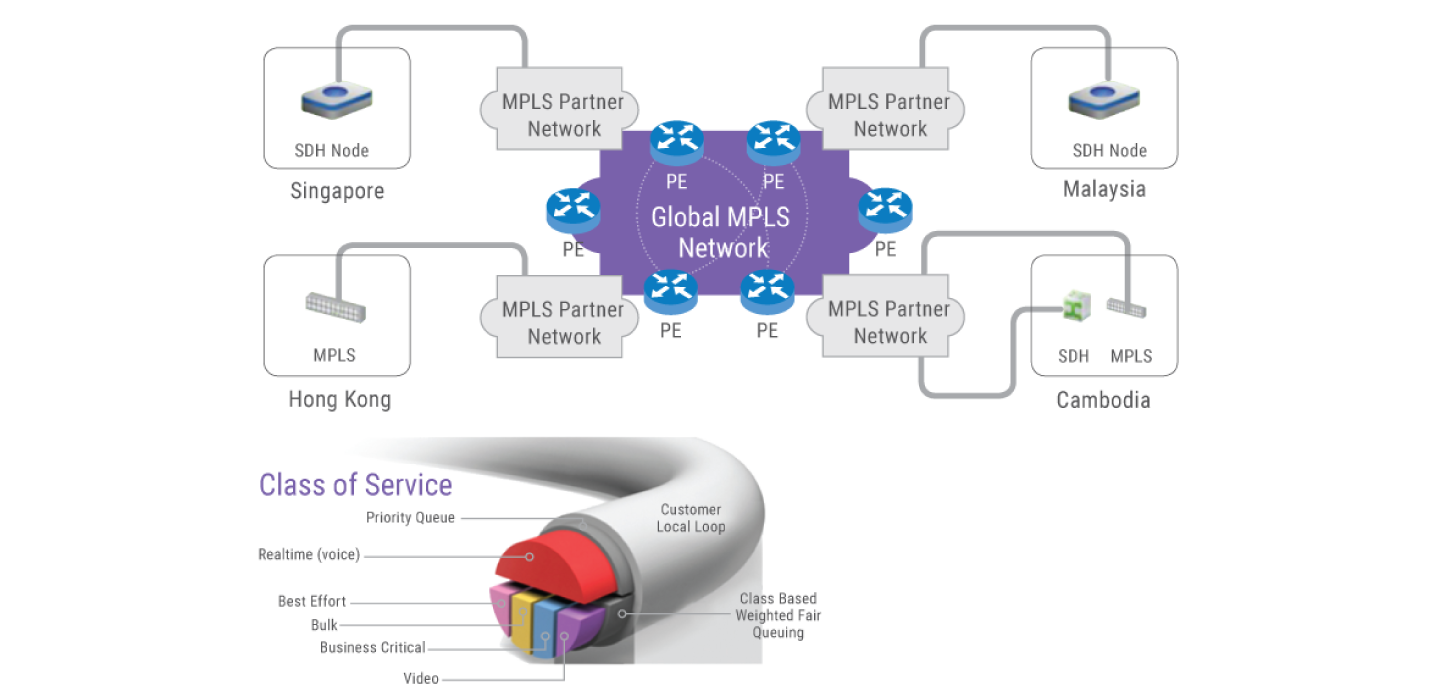 MPLS Partner
Network
MPLS Partner
Network
SDH Node
Singapore
SDH Node
Malaysia
PE
PE
PE
PE
Global MPLS
Network
MPLS
Hong Kong
MPLS Partner
Network
PE
PE
MPLS Partner
Network
SDH
MPLS
Cambodia
Class of Service
Priority Queue
Customer
Local Loop
Realtime (voice)
Best Effort
Bulk
Business Critical
Video
Class Based
Weighted Fair
Queuing